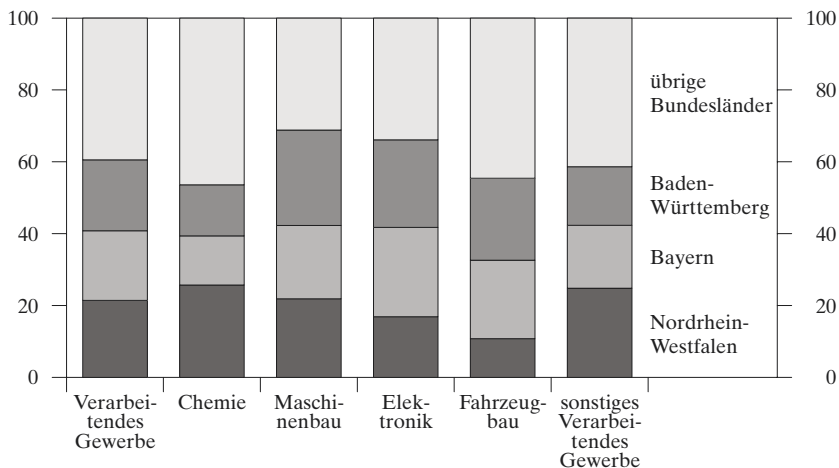 100
80
60
40
20
0
100
80
60
40
20
0
übrige
Bundesländer
Baden-
Württemberg
Bayern
Nordrhein-
Westfalen
Verarbei-
tendes
Gewerbe
Chemie
Maschi-
nenbau
Elek-
tronik
Fahrzeug-
bau
sonstiges
Verarbei-
tendes
Gewerbe